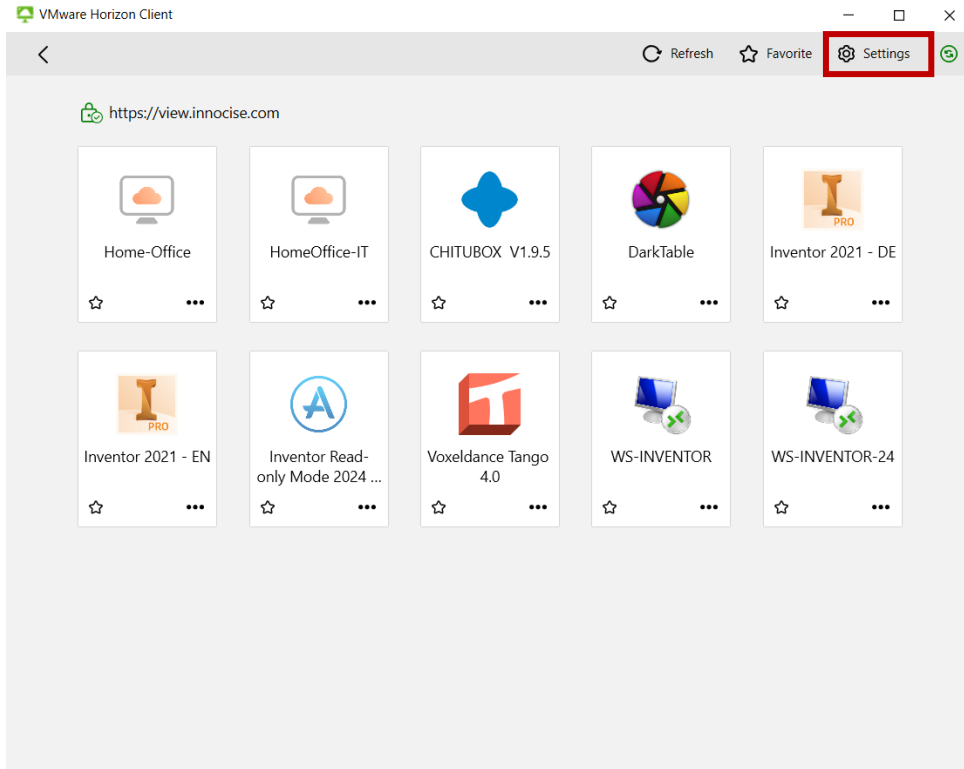 VMware Horizon Client
Refresh
Favorite
Settings
https://view.innocise.com
Home-Office
HomeOffice-IT
CHITUBOX V1.9.5
DarkTable
PRO
Inventor 2021 - DE
PRO
Inventor 2021 - EN
Inventor Read-
only Mode 2024 ...
Voxeldance Tango
4.0
WS-INVENTOR
WS-INVENTOR-24